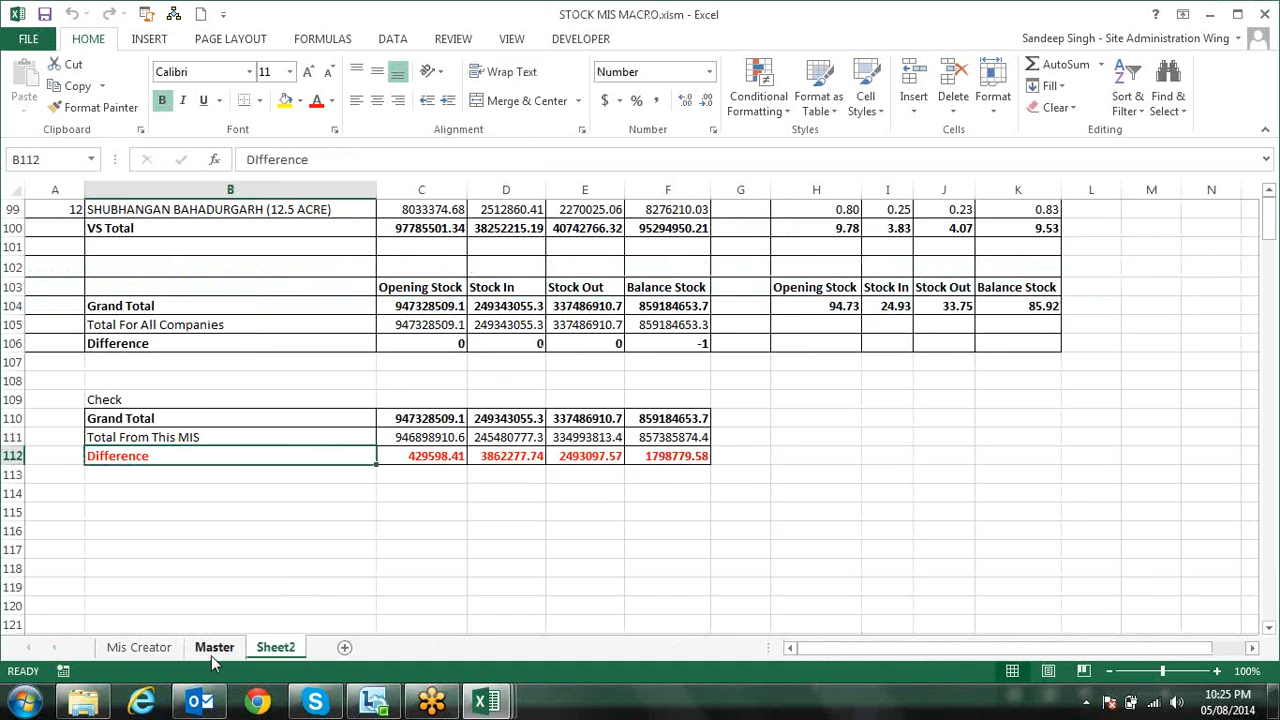 STOCK MIS MACRO.xlsm - Excel
FILE HOME INSERT PAGE LAYOUT FORMULAS DATA REVIEW VIEW DEVELOPER
Sandeep Singh - Site Administration Wing
Paste
Cut
Copy
Format Painter
Clipboard
Calibri 11
B I U
Font
Wrap Text
Merge & Center
Alignment
Number
$ % ,
Number
Conditional Formatting
Format as Table
Cell Styles
Styles
Insert
Delete
Format
Cells
AutoSum
Fill
Clear
Sort & Filter
Find & Select
Editing
B112 fx DIfference
A B C D E F G H I J K L M N
99 12 SHUBHANGAN BAHADURGARH (12.5 ACRE) 8033374.68 2512860.41 2270025.06 8276210.03 0.80 0.25 0.23 0.83
100 VS Total 97785501.34 38252215.19 40742766.32 95294950.21 9.78 3.83 4.07 9.53
101
102
103 Opening Stock Stock In Stock Out Balance Stock Opening Stock Stock In Stock Out Balance Stock
104 Grand Total 947328509.1 249343055.3 337486910.7 859184653.7 94.73 24.93 33.75 85.92
105 Total For All Companies 947328509.1 249343055.3 337486910.7 859184653.3
106 Difference 0 0 0 -1
107
108
109 Check
110 Grand Total 947328509.1 249343055.3 337486910.7 859184653.7
111 Total From This MIS 946898910.6 245480777.3 334993813.4 857385874.4
112 DIfference 429598.41 3862277.74 2493097.57 1798779.58
113
114
115
116
117
118
119
120
121
Mis Creator Master Sheet2
READY 100%
10:25 PM
05/08/2014